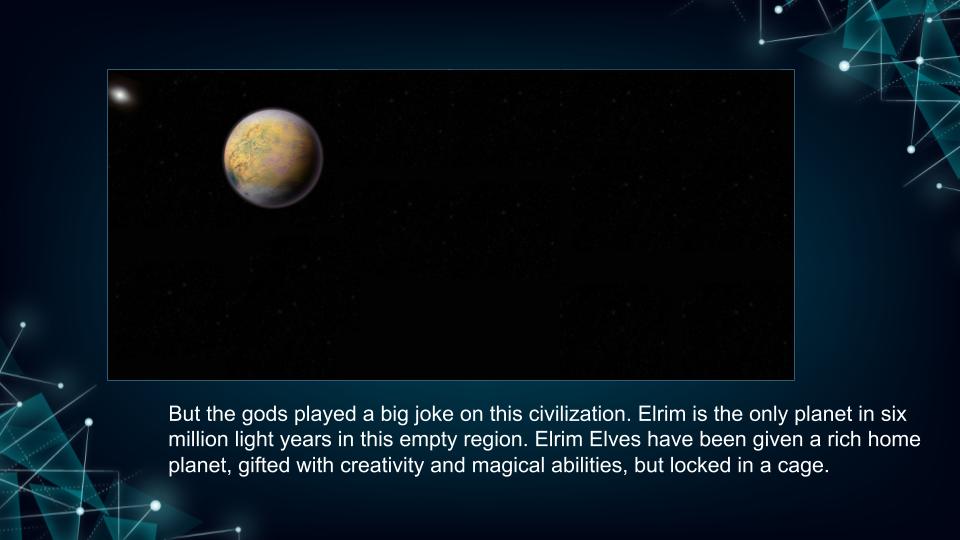 But the gods played a big joke on this civilization. Elrim is the only planet in six
million light years in this empty region. Elrim Elves have been given a rich home
planet, gifted with creativity and magical abilities, but locked in a cage.